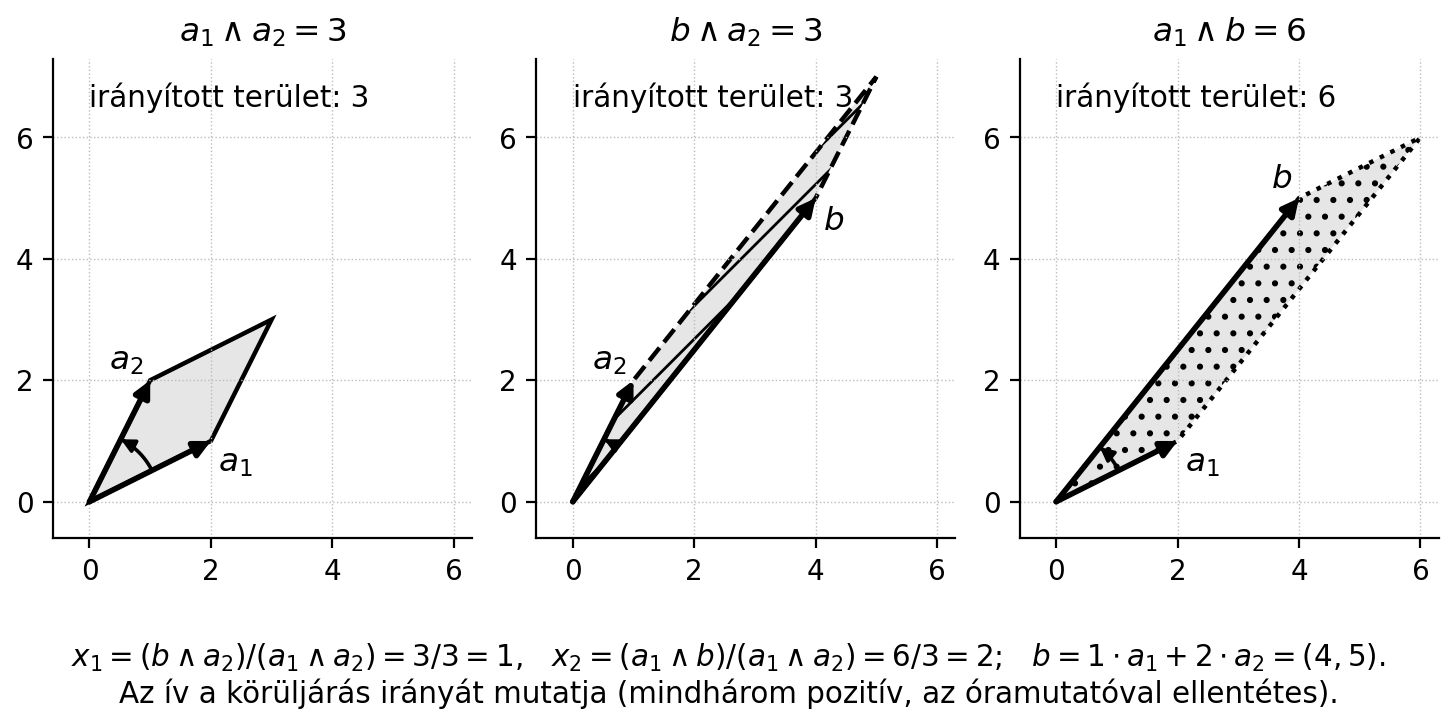 a₁ ∧ a₂ = 3
irányított terület: 3
a₂
a₁
6
4
2
0
0 2 4 6
b ∧ a₂ = 3
irányított terület: 3
b
a₂
6
4
2
0
0 2 4 6
a₁ ∧ b = 6
irányított terület: 6
b
a₁
6
4
2
0
0 2 4 6
x₁ = (b ∧ a₂)/(a₁ ∧ a₂) = 3/3 = 1, x₂ = (a₁ ∧ b)/(a₁ ∧ a₂) = 6/3 = 2; b = 1 · a₁ + 2 · a₂ = (4, 5).
Az ív a körüljárás irányát mutatja (mindhárom pozitív, az óramutatóval ellentétes).